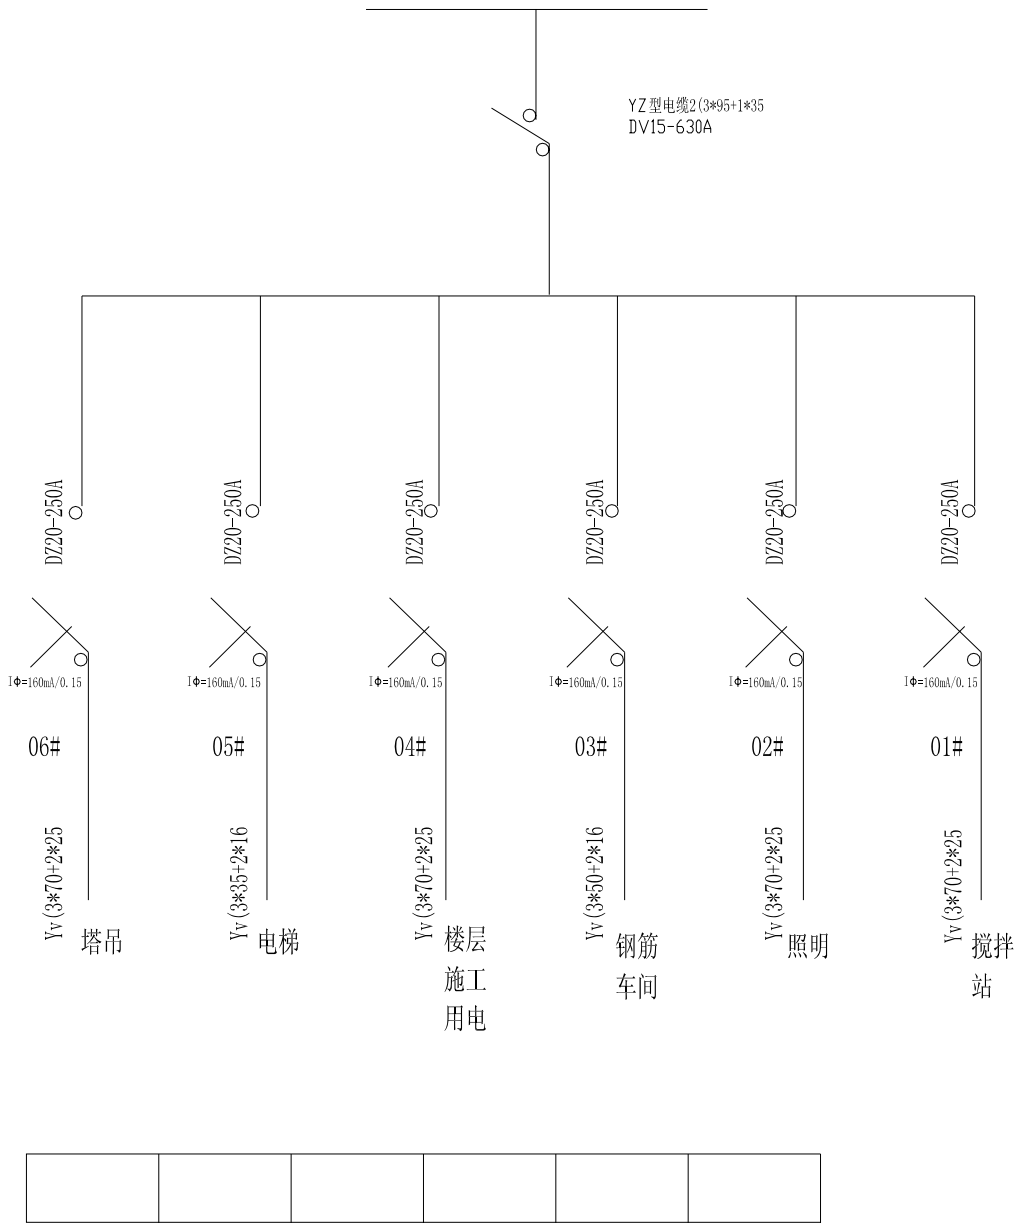 YZ型电缆2(3*95+1*35
DV15-630A
DZ20-250A
DZ20-250A
DZ20-250A
DZ20-250A
DZ20-250A
DZ20-250A
IΦ=160mA/0.15
IΦ=160mA/0.15
IΦ=160mA/0.15
IΦ=160mA/0.15
IΦ=160mA/0.15
IΦ=160mA/0.15
06#
05#
04#
03#
02#
01#
Yv(3*70+2*25
Yv(3*35+2*16
Yv(3*70+2*25
Yv(3*50+2*16
Yv(3*70+2*25
Yv(3*70+2*25
塔吊
电梯
楼层
施工
用电
钢筋
车间
照明
搅拌
站